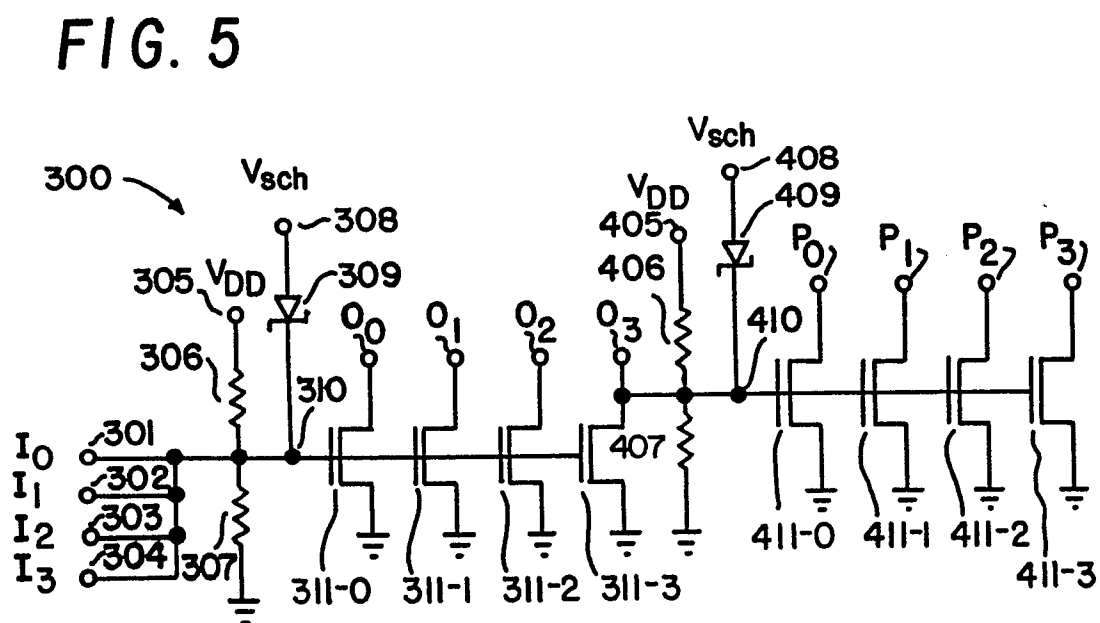 FIG. 5
300
Vsch
308
309
305
VDD
306
310
I0
301
I1
302
I2
303
I3
304
307
O0
O1
O2
O3
311-0
311-1
311-2
311-3
Vsch
408
409
VDD
405
406
410
407
P0
P1
P2
P3
411-0
411-1
411-2
411-3